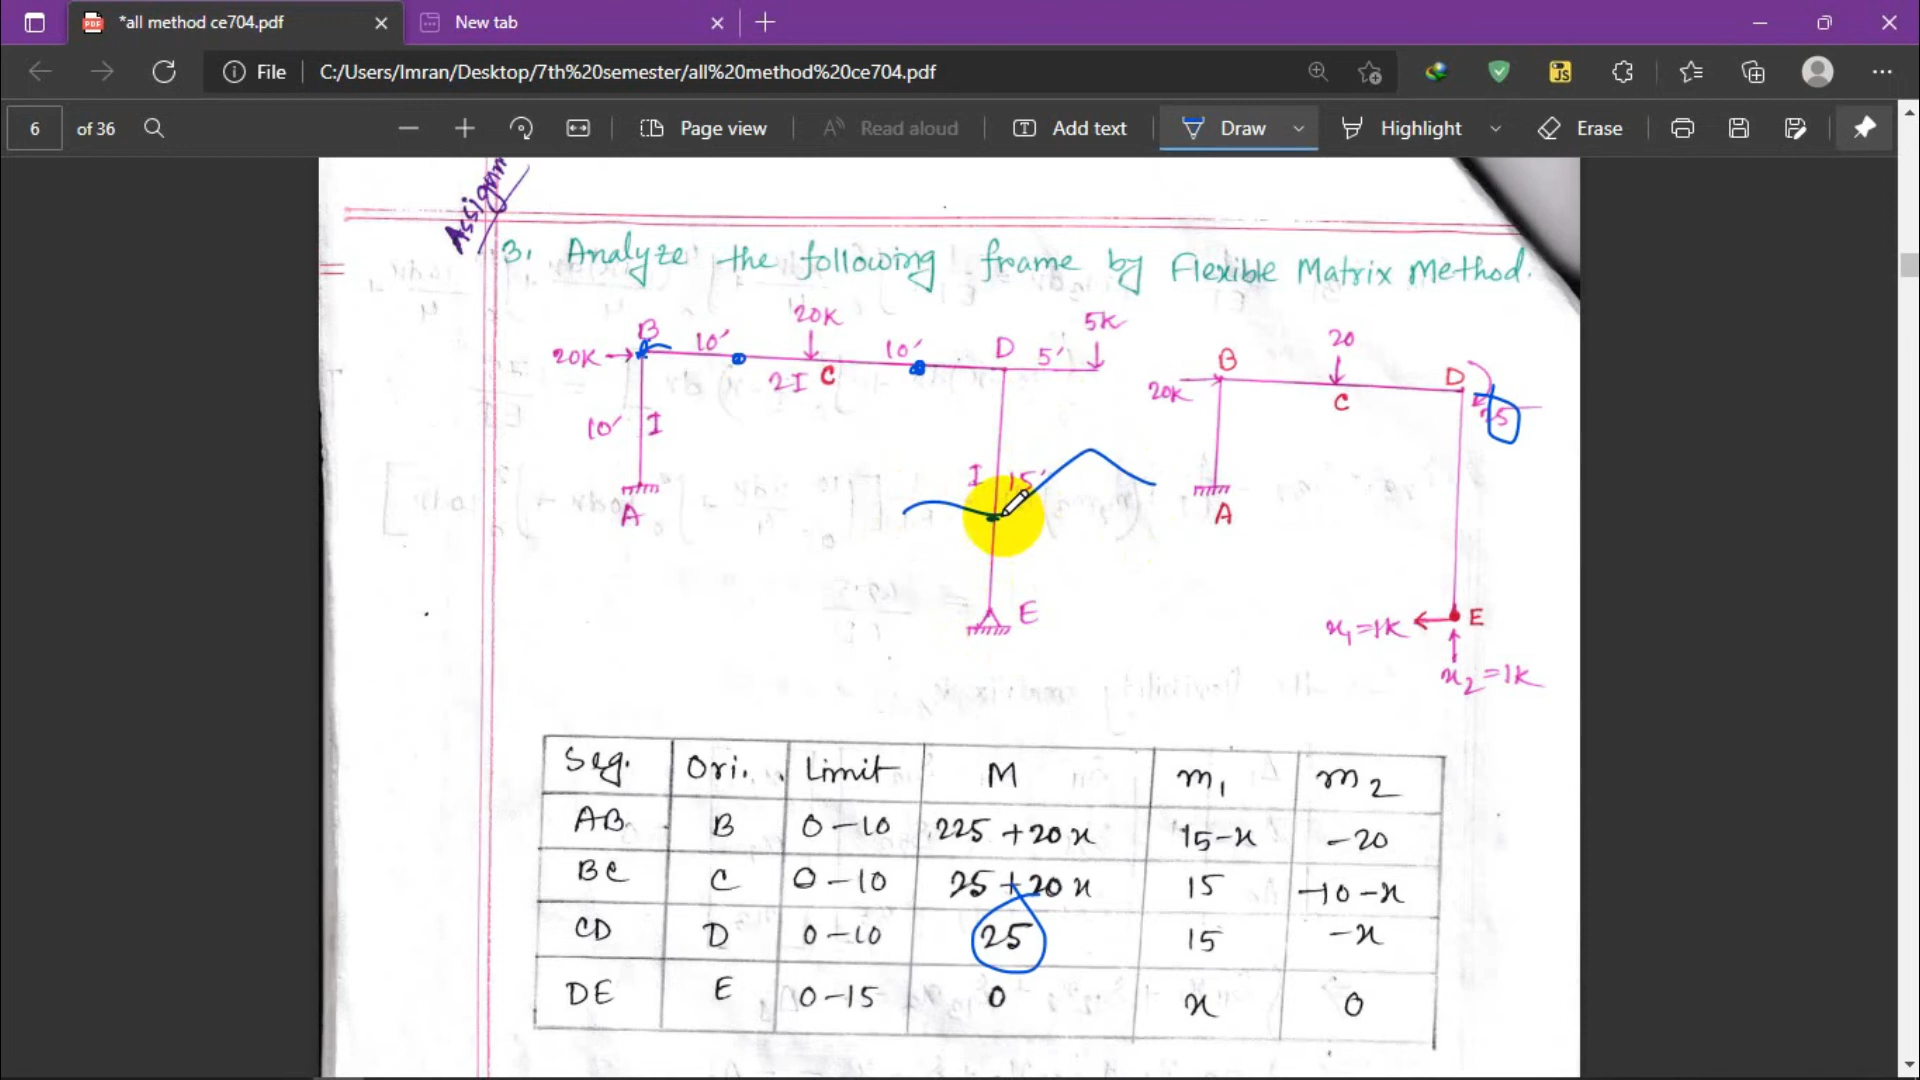 *all method ce704.pdf
New tab
File
C:/Users/Imran/Desktop/7th%20semester/all%20method%20ce704.pdf
6
of 36
Page view
Read aloud
Add text
Draw
Highlight
Erase
Assignm
3. Analyze the following frame by Flexible Matrix Method.
20K
5K
B
10'
10'
D
5'
20K
2I
C
10'
I
A
I
15'
E
20
B
D
20K
C
25
A
x₁=1K
E
x₂=1K
Seg. Ori. Limit M m₁ m₂
AB B 0-10 225+20x 15-x -20
BC C 0-10 25+20x 15 -10-x
CD D 0-10 25 15 -x
DE E 0-15 0 x 0